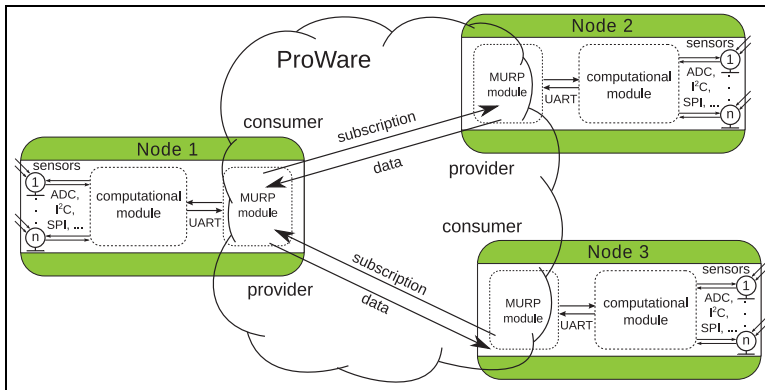 ProWare
Node 2
sensors
MURP
module
computational
module
UART
1
ADC,
I²C,
SPI, ...
n
consumer
subscription
data
provider
Node 1
sensors
1
ADC,
I²C,
SPI, ...
n
computational
module
UART
MURP
module
provider
subscription
data
consumer
Node 3
sensors
MURP
module
computational
module
UART
1
ADC,
I²C,
SPI, ...
n